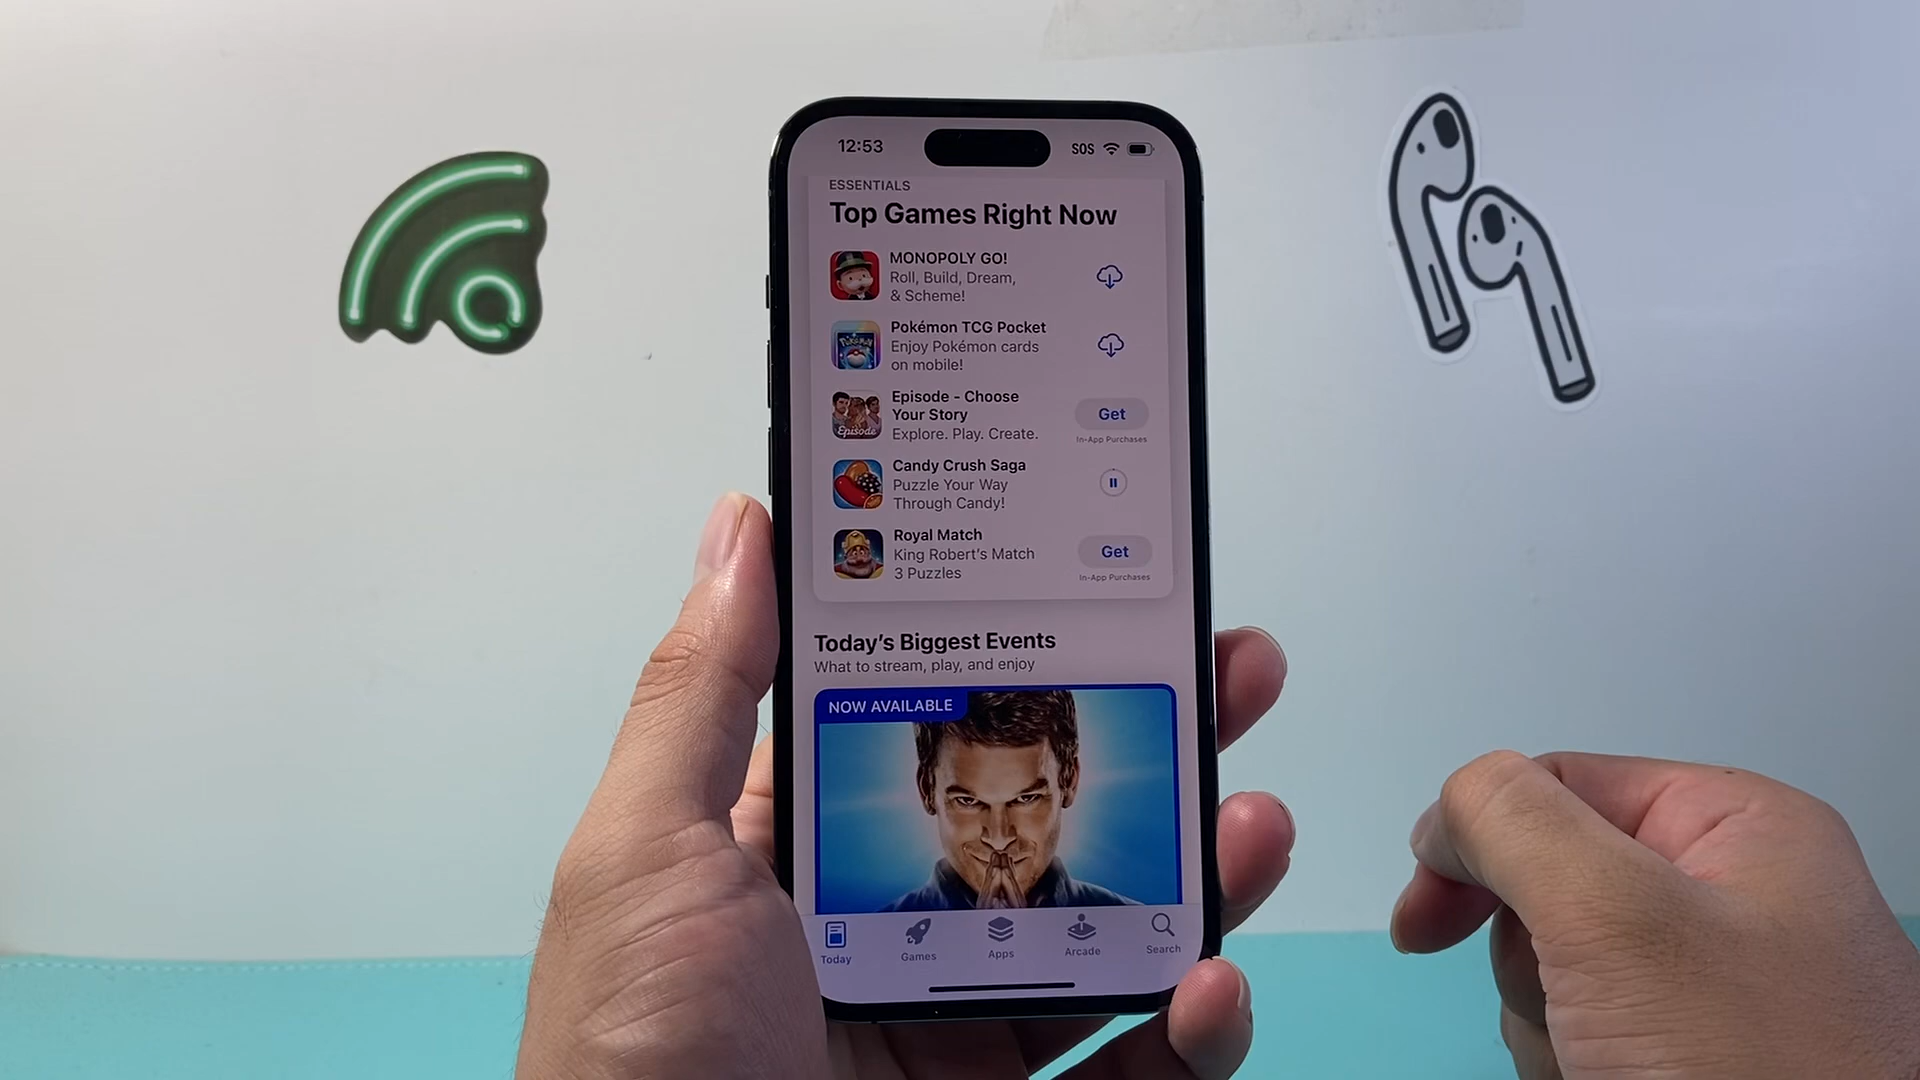 12:53
SOS
ESSENTIALS
Top Games Right Now
MONOPOLY GO!
Roll, Build, Dream,
& Scheme!
Pokémon TCG Pocket
Enjoy Pokémon cards
on mobile!
Episode - Choose
Your Story
Explore. Play. Create.
Get
In-App Purchases
Episode
Candy Crush Saga
Puzzle Your Way
Through Candy!
Royal Match
King Robert's Match
3 Puzzles
Get
In-App Purchases
Today's Biggest Events
What to stream, play, and enjoy
NOW AVAILABLE
Today
Games
Apps
Arcade
Search